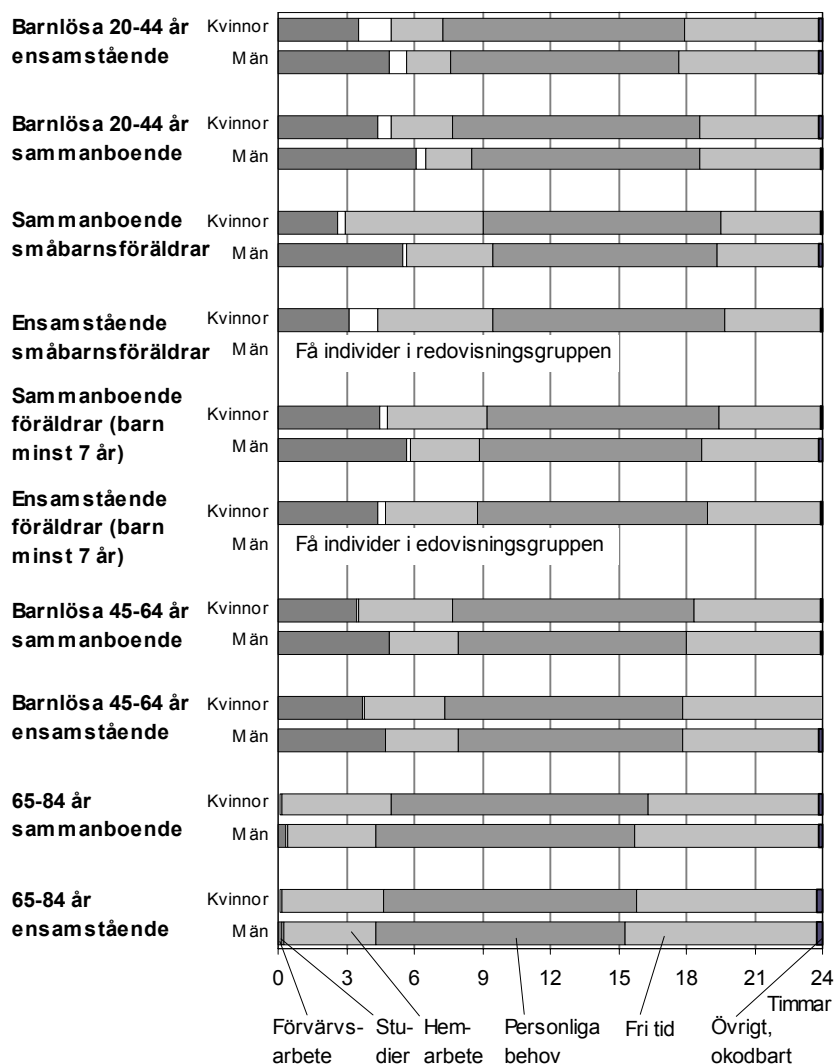 Barnlösa 20-44 år Kvinnor
ensamstående Män
Barnlösa 20-44 år Kvinnor
sammanboende Män
Sammanboende Kvinnor
småbarnsföräldrar Män
Ensamstående Kvinnor
småbarnsföräldrar Män Få individer i redovisningsgruppen
Sammanboende
föräldrar (barn Kvinnor
minst 7 år) Män
Ensamstående
föräldrar (barn Kvinnor
minst 7 år) Män Få individer i edovisningsgruppen
Barnlösa 45-64 år Kvinnor
sammanboende Män
Barnlösa 45-64 år Kvinnor
ensamstående Män
65-84 år Kvinnor
sammanboende Män
65-84 år Kvinnor
ensamstående Män
0 3 6 9 12 15 18 21 24
Timmar
Förvärvs- Stu- Hem- Personliga Fri tid Övrigt,
arbete dier arbete behov okodbart